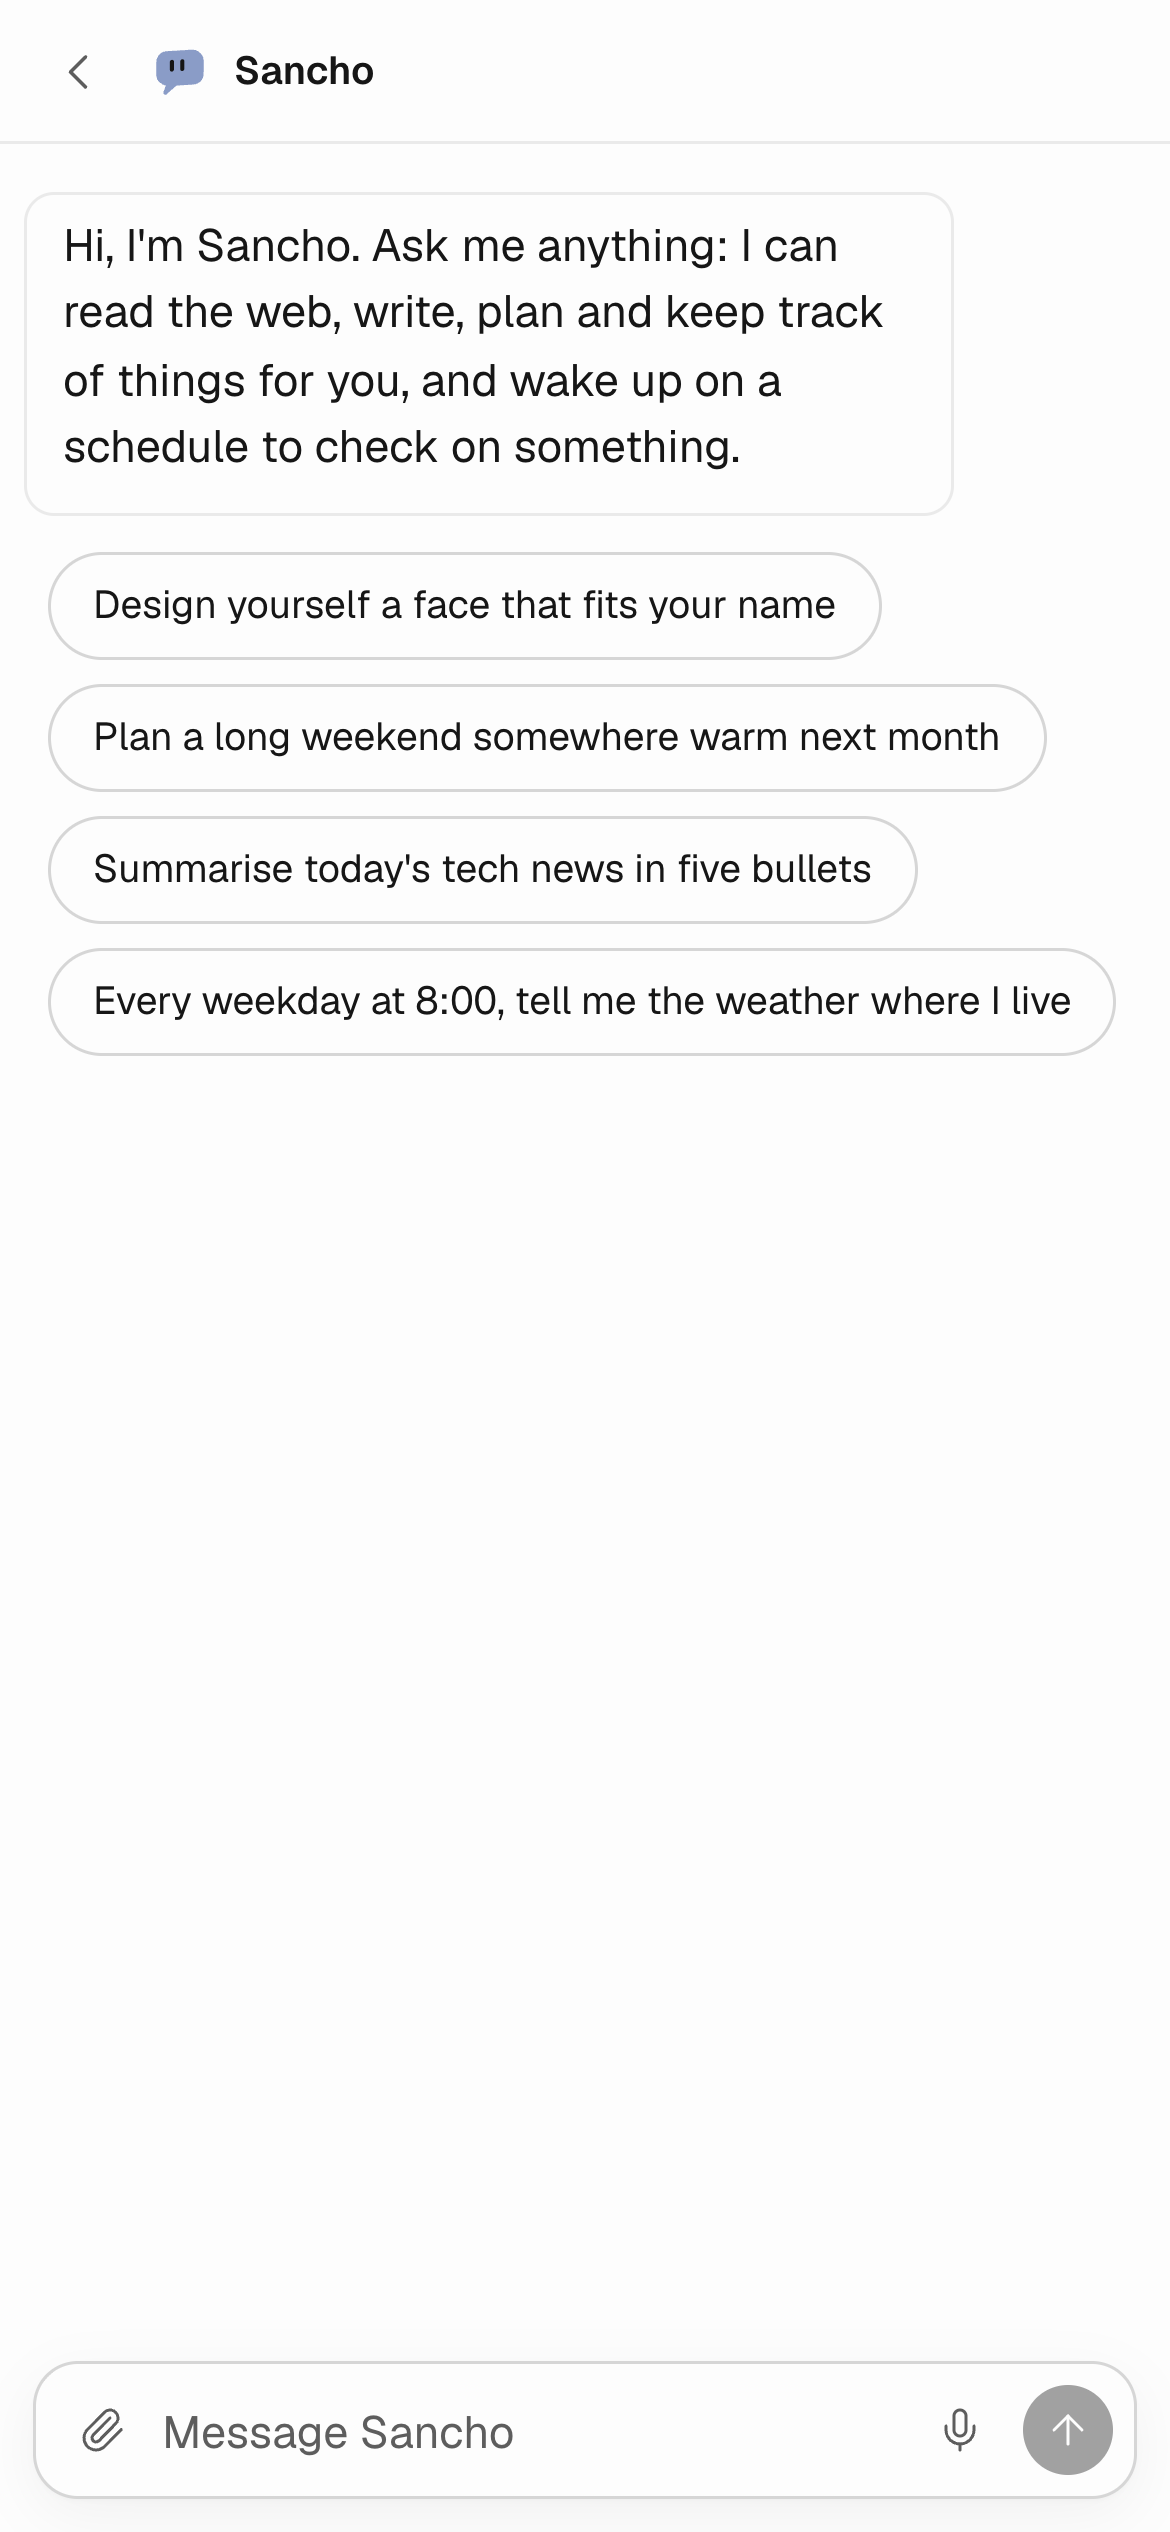 Sancho
Hi, I'm Sancho. Ask me anything: I can
read the web, write, plan and keep track
of things for you, and wake up on a
schedule to check on something.
Design yourself a face that fits your name
Plan a long weekend somewhere warm next month
Summarise today's tech news in five bullets
Every weekday at 8:00, tell me the weather where I live
Message Sancho